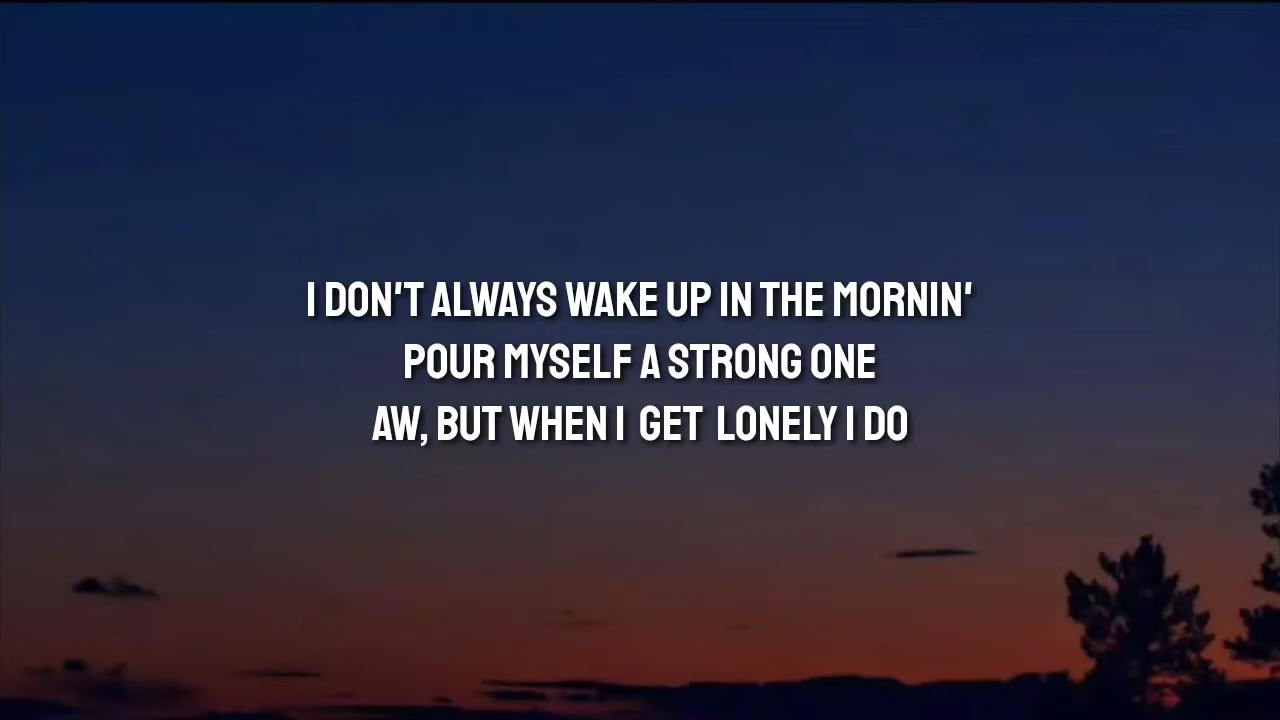 I DON'T ALWAYS WAKE UP IN THE MORNIN'
POUR MYSELF A STRONG ONE
AW, BUT WHEN I GET LONELY I DO